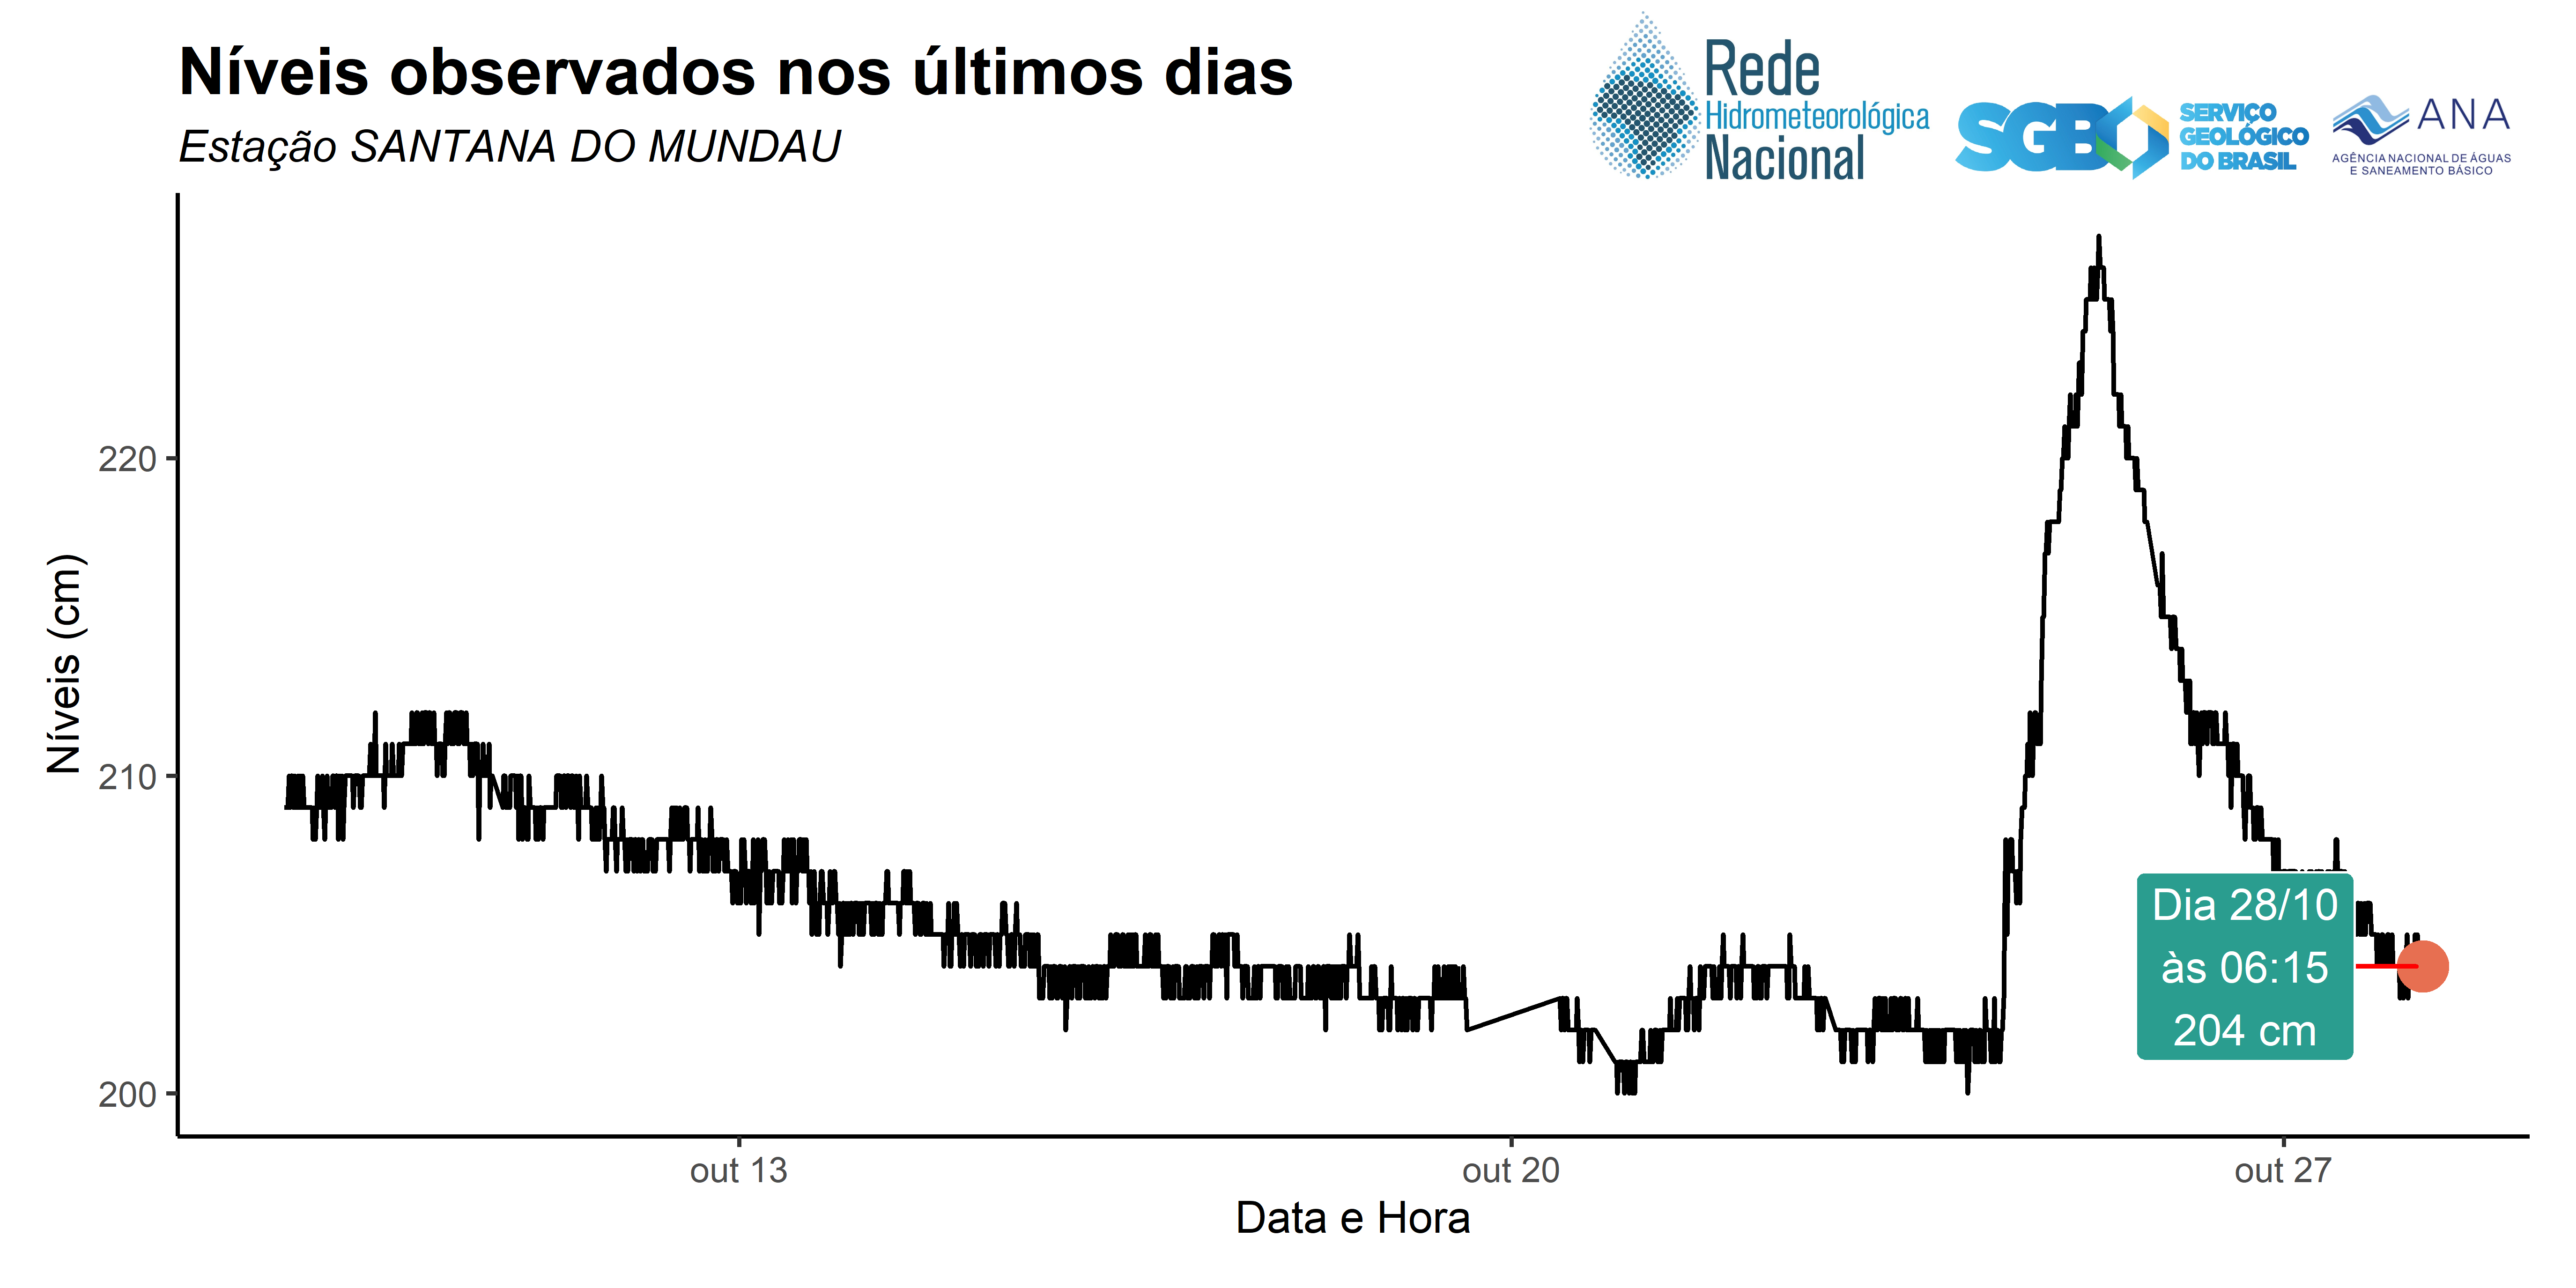 Níveis observados nos últimos dias
Estação SANTANA DO MUNDAU
Rede
Hidrometeorológica
Nacional
SGB
SERVIÇO
GEOLÓGICO
DO BRASIL
ANA
AGÊNCIA NACIONAL DE ÁGUAS
E SANEAMENTO BÁSICO
Níveis (cm)
220
210
200
Dia 28/10
às 06:15
204 cm
out 13
out 20
out 27
Data e Hora